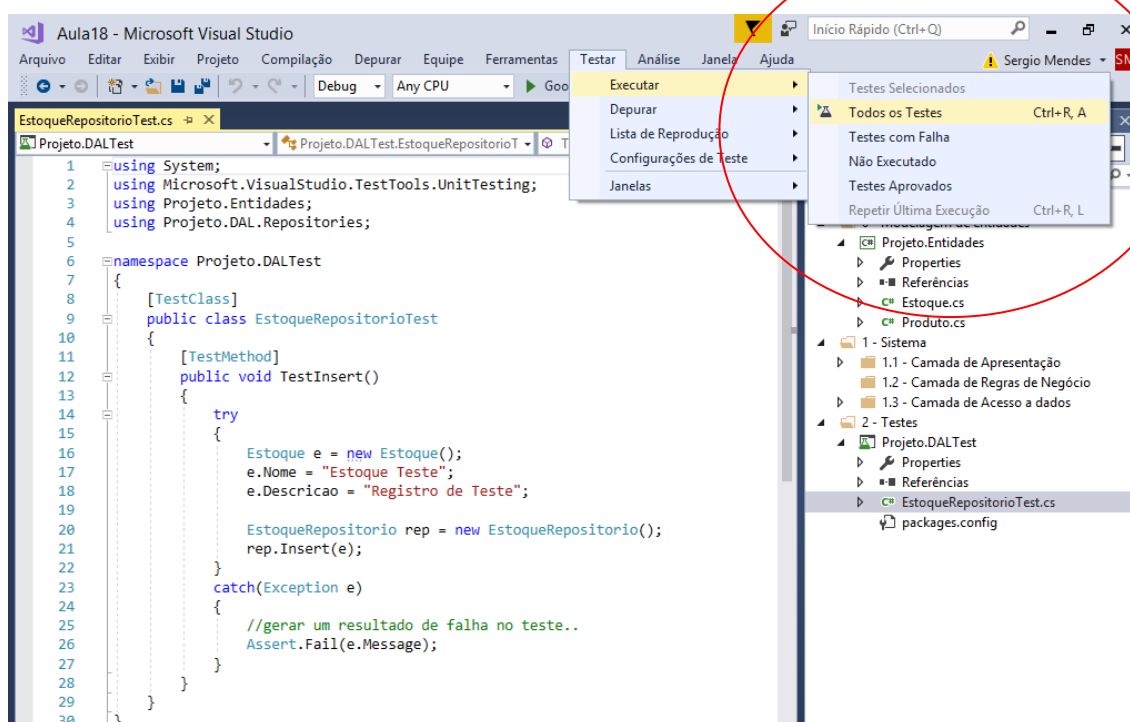 Aula18 - Microsoft Visual Studio
Início Rápido (Ctrl+Q)
Arquivo Editar Exibir Projeto Compilação Depurar Equipe Ferramentas Testar Análise Janela Ajuda
Sergio Mendes
SM
Debug Any CPU Goo
Executar
Depurar
Lista de Reprodução
Configurações de Teste
Janelas
Testes Selecionados
Todos os Testes Ctrl+R, A
Testes com Falha
Não Executado
Testes Aprovados
Repetir Última Execução Ctrl+R, L
EstoqueRepositorioTest.cs
Projeto.DALTest
Projeto.DALTest.EstoqueRepositorioT
T
1 using System;
2 using Microsoft.VisualStudio.TestTools.UnitTesting;
3 using Projeto.Entidades;
4 using Projeto.DAL.Repositories;
5
6 namespace Projeto.DALTest
7 {
8 [TestClass]
9 public class EstoqueRepositorioTest
10 {
11 [TestMethod]
12 public void TestInsert()
13 {
14 try
15 {
16 Estoque e = new Estoque();
17 e.Nome = "Estoque Teste";
18 e.Descricao = "Registro de Teste";
19
20 EstoqueRepositorio rep = new EstoqueRepositorio();
21 rep.Insert(e);
22 }
23 catch(Exception e)
24 {
25 //gerar um resultado de falha no teste..
26 Assert.Fail(e.Message);
27 }
28 }
29 }
30 }
C# Projeto.Entidades
Properties
Referências
C# Estoque.cs
C# Produto.cs
1 - Sistema
1.1 - Camada de Apresentação
1.2 - Camada de Regras de Negócio
1.3 - Camada de Acesso a dados
2 - Testes
Projeto.DALTest
Properties
Referências
C# EstoqueRepositorioTest.cs
packages.config